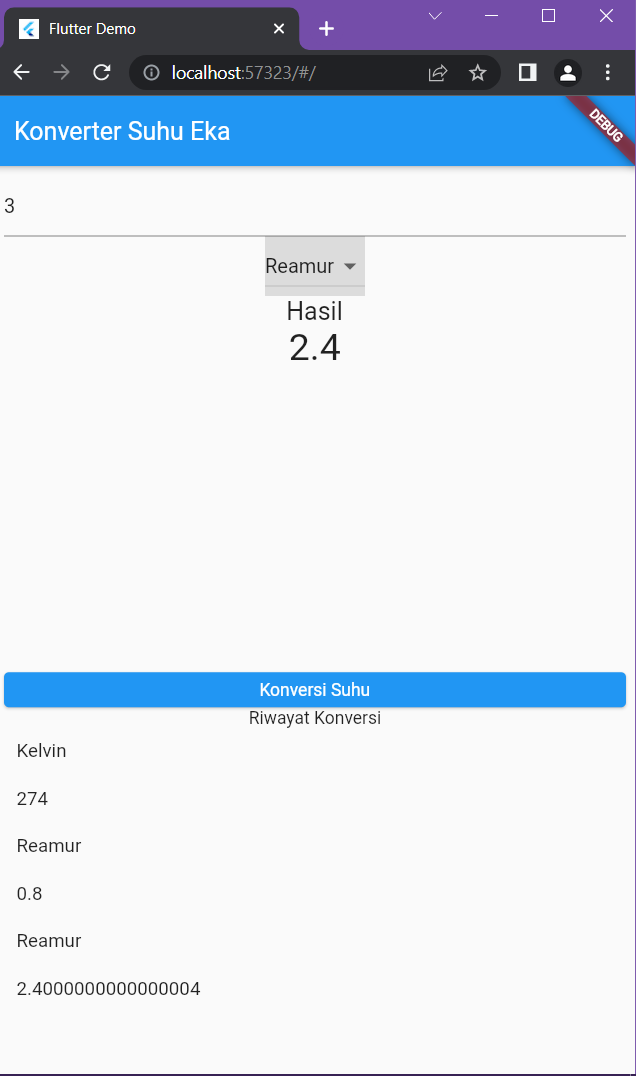 Flutter Demo
localhost:57323/#/
Konverter Suhu Eka
DEBUG
3
Reamur
Hasil
2.4
Konversi Suhu
Riwayat Konversi
Kelvin
274
Reamur
0.8
Reamur
2.4000000000000004